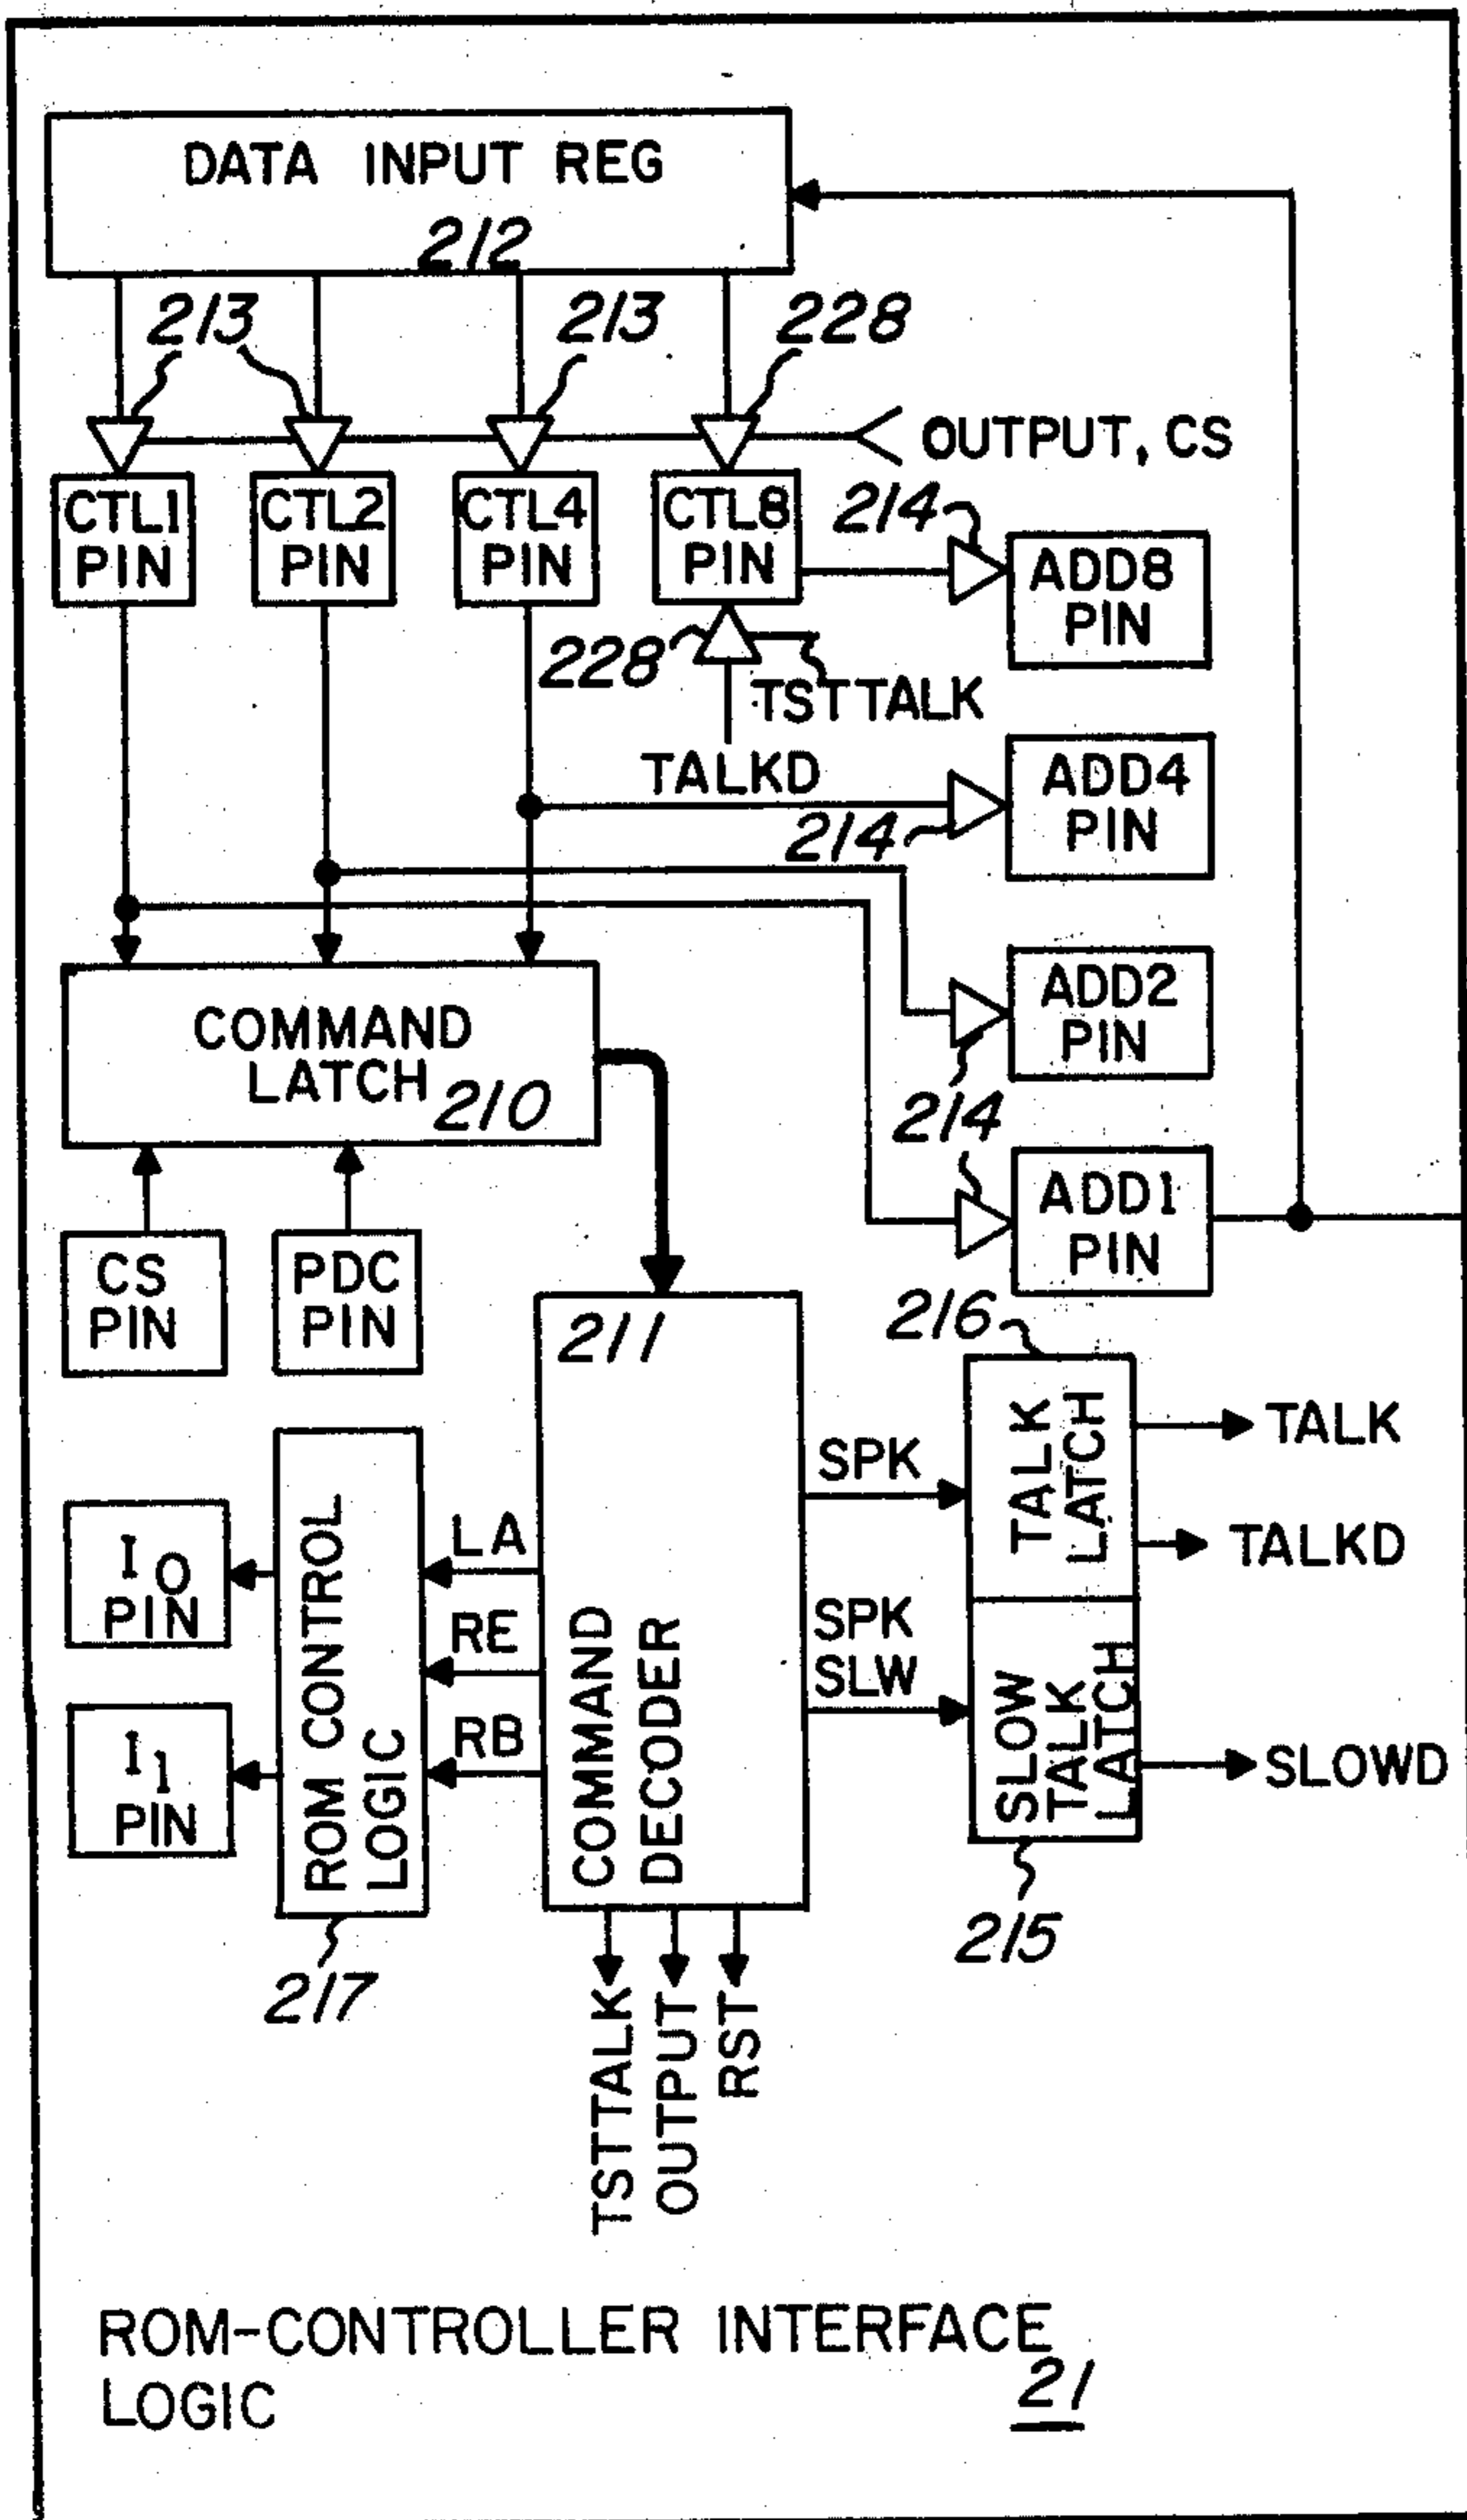 DATA INPUT REG
212
213
213
228
OUTPUT, CS
CTL1
PIN
CTL2
PIN
CTL4
PIN
CTL8
PIN
214
ADD8
PIN
228
TSTTALK
TALKD
ADD4
PIN
214
COMMAND
LATCH 210
ADD2
PIN
214
ADD1
PIN
CS
PIN
PDC
PIN
211
216
TALK
LATCH
TALK
TALKD
SPK
I0
PIN
I1
PIN
ROM CONTROL
LOGIC
LA
RE
RB
COMMAND
DECODER
SPK
SLW
SLOW
TALK
LATCH
SLOWD
215
217
TSTTALK
OUTPUT
RST
ROM-CONTROLLER INTERFACE
LOGIC
21